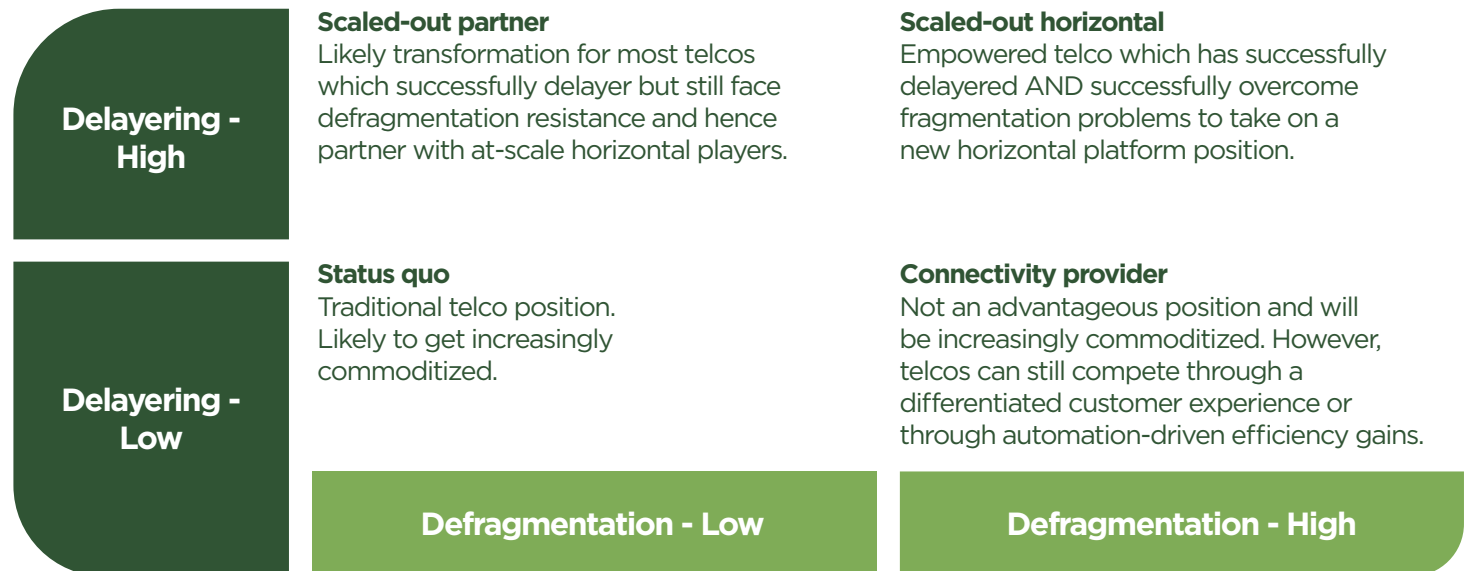 Delayering -
High
Scaled-out partner
Likely transformation for most telcos
which successfully delayer but still face
defragmentation resistance and hence
partner with at-scale horizontal players.
Scaled-out horizontal
Empowered telco which has successfully
delayered AND successfully overcome
fragmentation problems to take on a
new horizontal platform position.
Delayering -
Low
Status quo
Traditional telco position.
Likely to get increasingly
commoditized.
Connectivity provider
Not an advantageous position and will
be increasingly commoditized. However,
telcos can still compete through a
differentiated customer experience or
through automation-driven efficiency gains.
Defragmentation - Low
Defragmentation - High